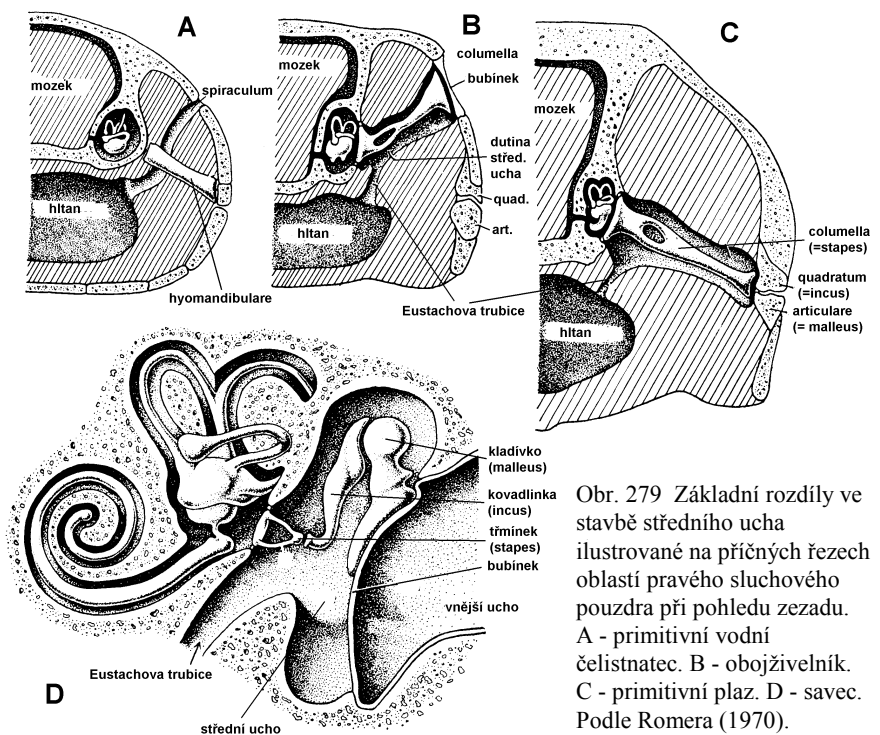 A
mozek
spiraculum
hltan
hyomandibulare
B
columella
bubínek
mozek
dutina
střed.
ucha
quad.
art.
hltan
Eustachova trubice
C
mozek
columella
(=stapes)
quadratum
(=incus)
articulare
(= malleus)
hltan
kladívko
(malleus)
kovadlinka
(incus)
třmínek
(stapes)
bubínek
vnější ucho
Eustachova trubice
D
střední ucho
Obr. 279 Základní rozdíly ve
stavbě středního ucha
ilustrované na příčných řezech
oblastí pravého sluchového
pouzdra při pohledu zezadu.
A - primitivní vodní
čelistnatec. B - obojživelník.
C - primitivní plaz. D - savec.
Podle Romera (1970).